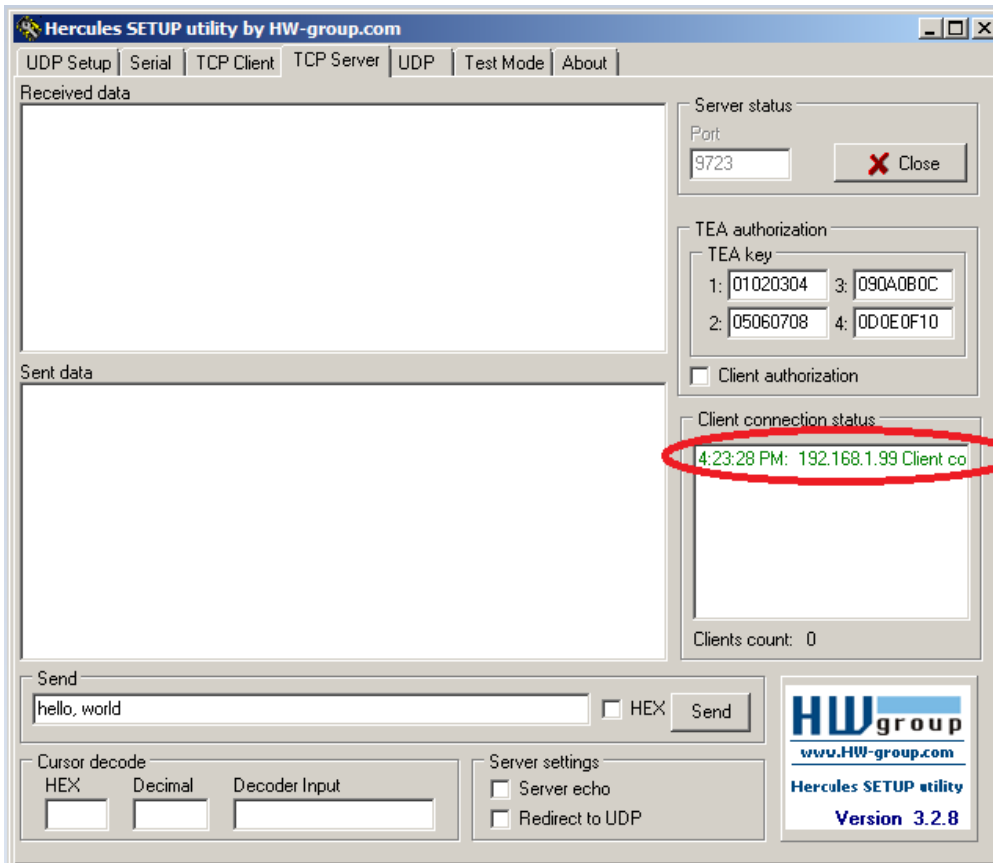 Hercules SETUP utility by HW-group.com
UDP Setup Serial TCP Client TCP Server UDP Test Mode About
Received data
Server status
Port
9723
Close
TEA authorization
TEA key
1: 01020304 3: 090A0B0C
2: 05060708 4: 0D0E0F10
Client authorization
Sent data
Client connection status
4:23:28 PM: 192.168.1.99 Client co
Clients count: 0
Send
hello, world
HEX
Send
HW group
www.HW-group.com
Hercules SETUP utility
Version 3.2.8
Cursor decode
HEX Decimal Decoder Input
Server settings
Server echo
Redirect to UDP